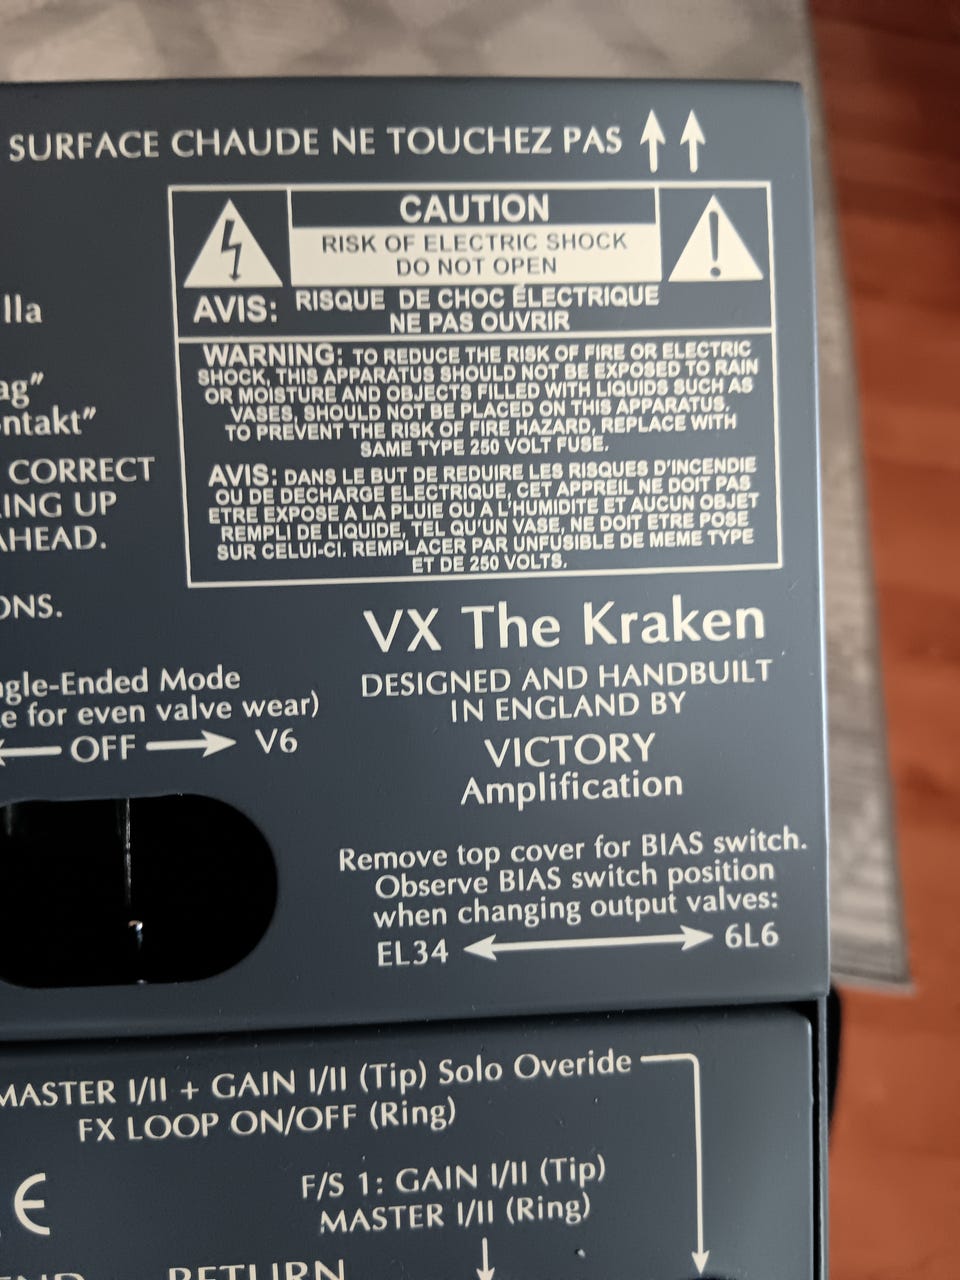 SURFACE CHAUDE NE TOUCHEZ PAS
CAUTION
RISK OF ELECTRIC SHOCK
DO NOT OPEN
AVIS: RISQUE DE CHOC ÉLECTRIQUE
NE PAS OUVRIR
WARNING: TO REDUCE THE RISK OF FIRE OR ELECTRIC
SHOCK, THIS APPARATUS SHOULD NOT BE EXPOSED TO RAIN
OR MOISTURE AND OBJECTS FILLED WITH LIQUIDS SUCH AS
VASES, SHOULD NOT BE PLACED ON THIS APPARATUS.
TO PREVENT THE RISK OF FIRE HAZARD, REPLACE WITH
SAME TYPE 250 VOLT FUSE.
AVIS: DANS LE BUT DE REDUIRE LES RISQUES D'INCENDIE
OU DE DECHARGE ELECTRIQUE, CET APPREIL NE DOIT PAS
ETRE EXPOSE A LA PLUIE OU A L'HUMIDITE ET AUCUN OBJET
REMPLI DE LIQUIDE, TEL QU'UN VASE, NE DOIT ETRE POSE
SUR CELUI-CI. REMPLACER PAR UNFUSIBLE DE MEME TYPE
ET DE 250 VOLTS.
lla
ag"
ntakt"
CORRECT
ING UP
AHEAD.
ONS.
ngle-Ended Mode
e for even valve wear)
OFF V6
VX The Kraken
DESIGNED AND HANDBUILT
IN ENGLAND BY
VICTORY
Amplification
Remove top cover for BIAS switch.
Observe BIAS switch position
when changing output valves:
EL34 6L6
MASTER I/II + GAIN I/II (Tip) Solo Overide
FX LOOP ON/OFF (Ring)
F/S 1: GAIN I/II (Tip)
MASTER I/II (Ring)
END RETURN